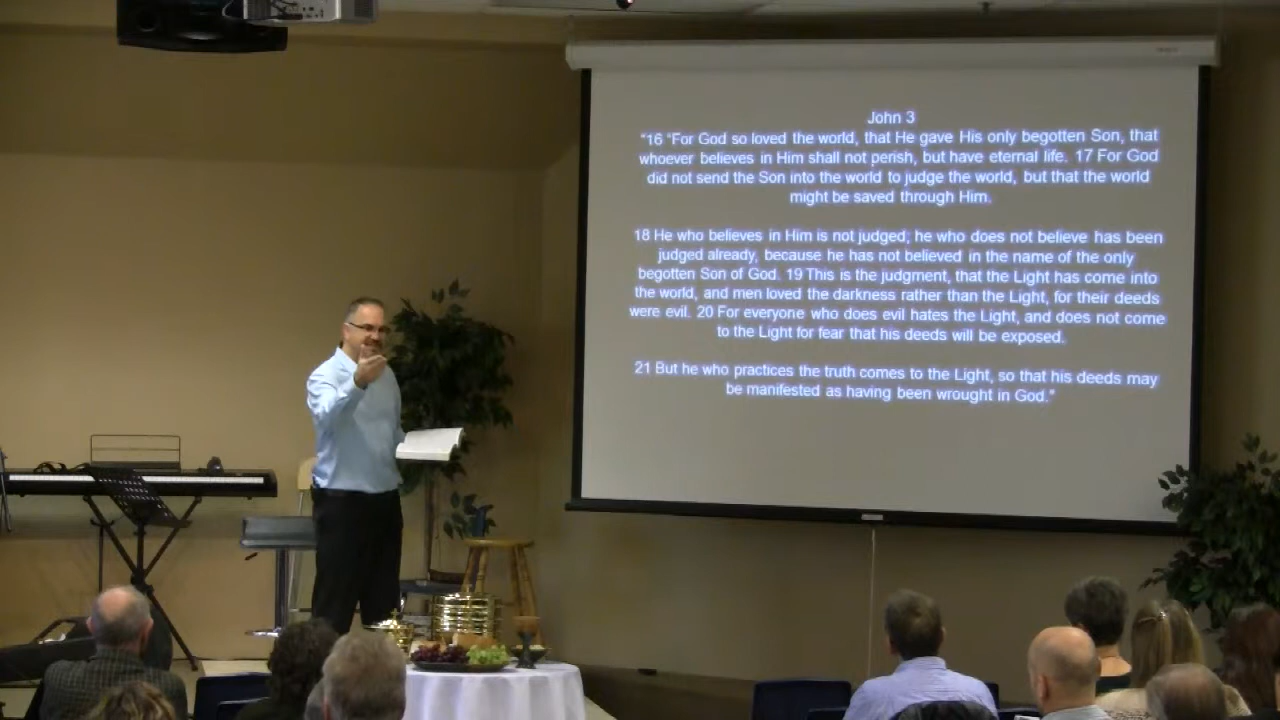 John 3
"16 "For God so loved the world, that He gave His only begotten Son, that
whoever believes in Him shall not perish, but have eternal life. 17 For God
did not send the Son into the world to judge the world, but that the world
might be saved through Him.
18 He who believes in Him is not judged; he who does not believe has been
judged already, because he has not believed in the name of the only
begotten Son of God. 19 This is the judgment, that the Light has come into
the world, and men loved the darkness rather than the Light, for their deeds
were evil. 20 For everyone who does evil hates the Light, and does not come
to the Light for fear that his deeds will be exposed.
21 But he who practices the truth comes to the Light, so that his deeds may
be manifested as having been wrought in God."